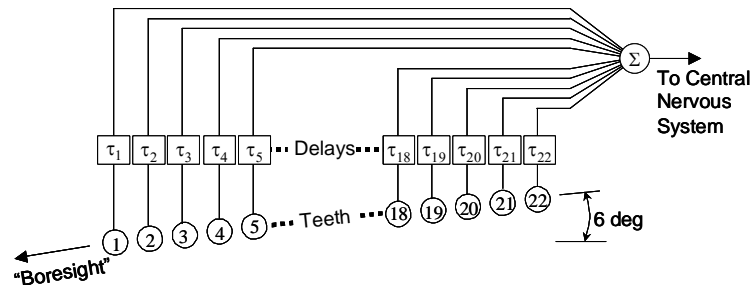 Σ
To Central
Nervous
System
τ1 τ2 τ3 τ4 τ5 Delays τ18 τ19 τ20 τ21 τ22
1 2 3 4 5 Teeth 18 19 20 21 22
6 deg
“Boresight”